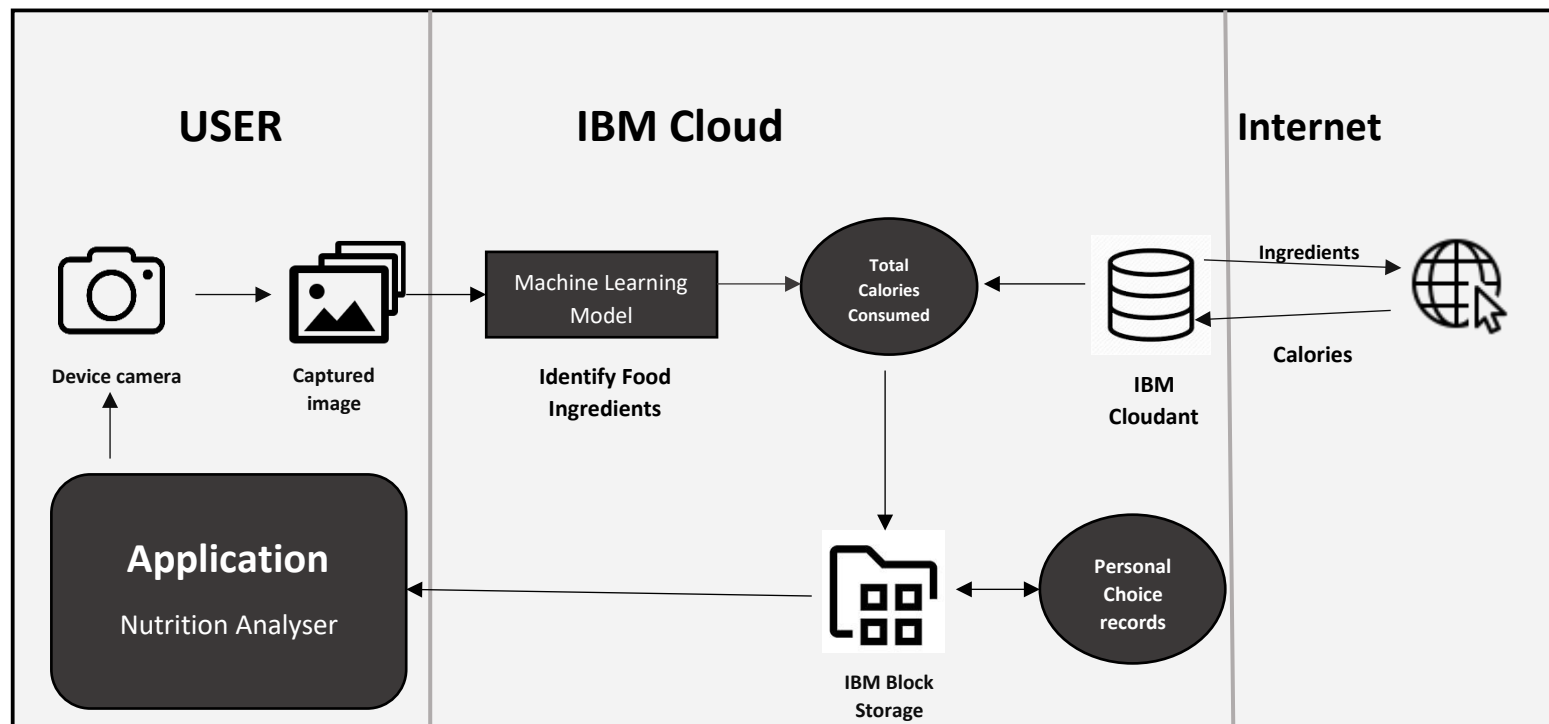 USER
IBM Cloud
Internet
Device camera
Captured
image
Machine Learning
Model
Identify Food
Ingredients
Total
Calories
Consumed
IBM
Cloudant
Ingredients
Calories
Application
Nutrition Analyser
IBM Block
Storage
Personal
Choice
records